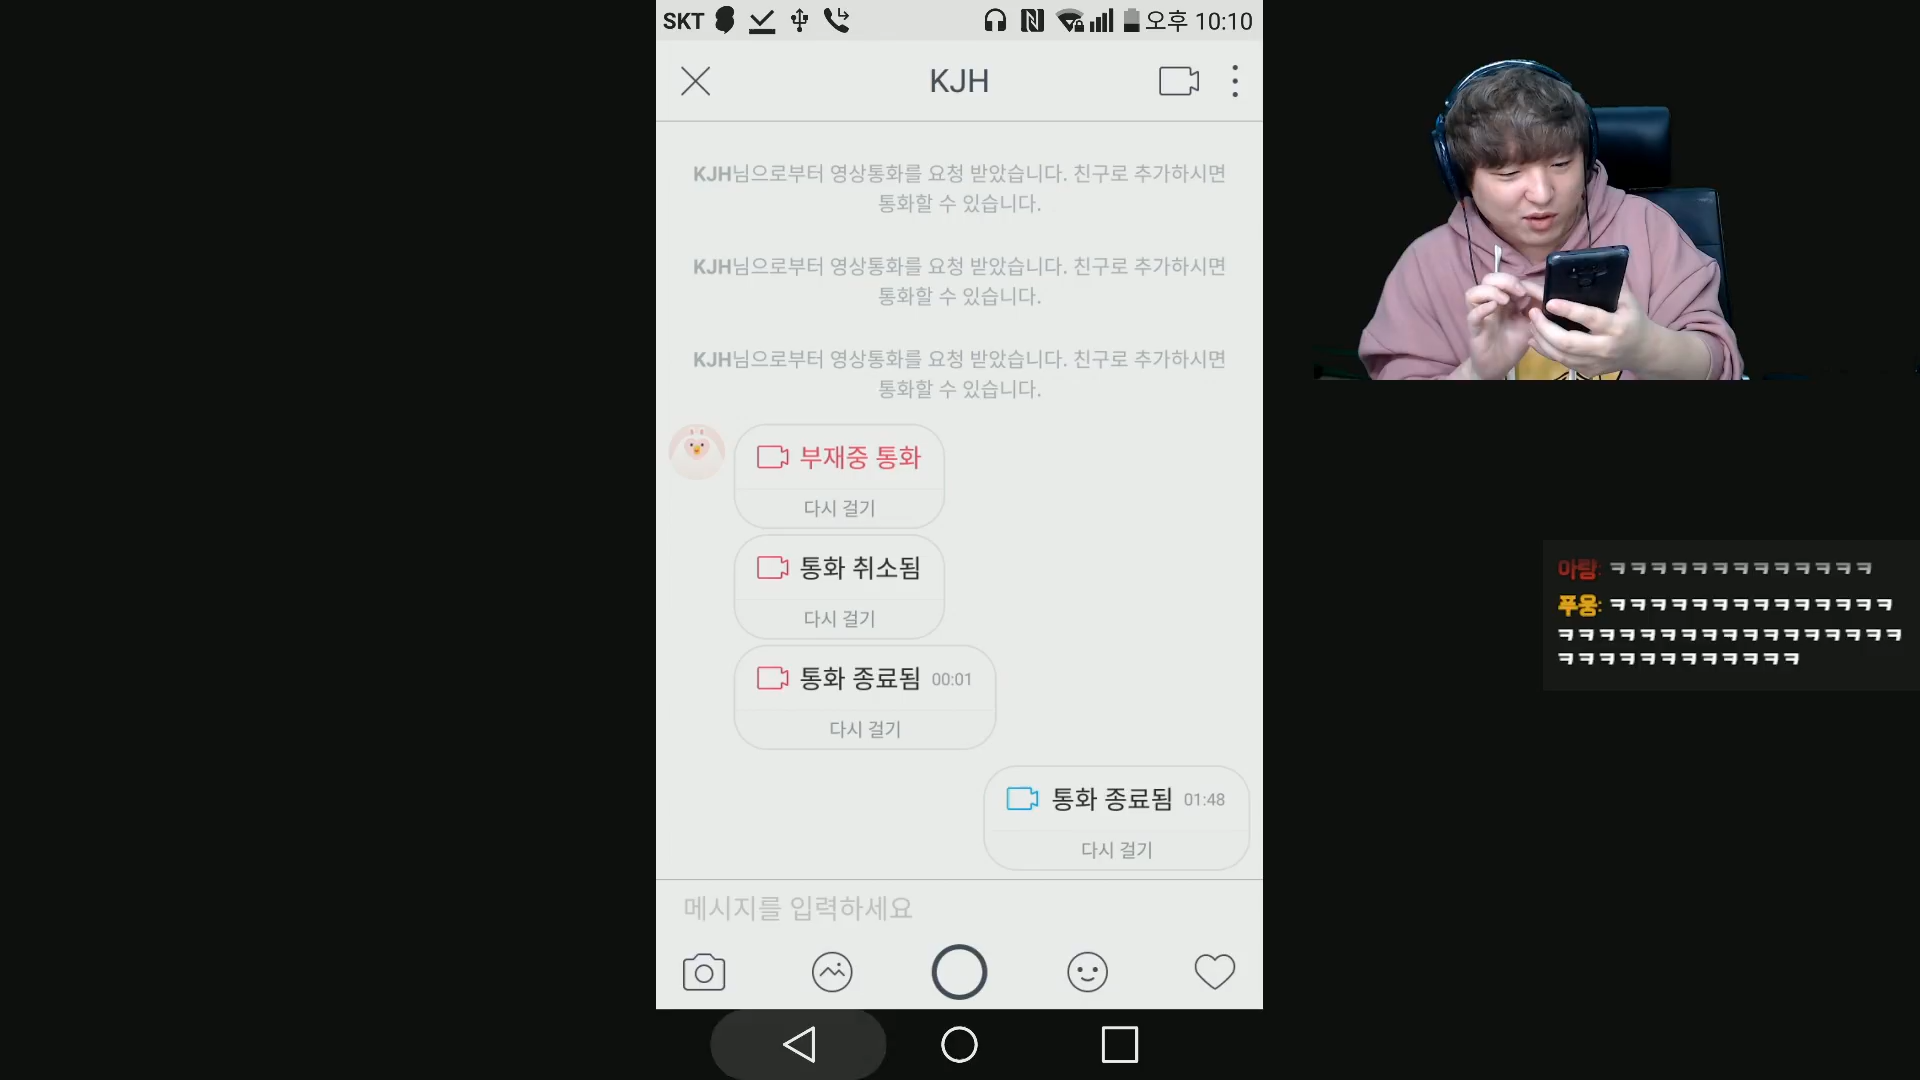 SKT 오후 10:10
KJH
KJH님으로부터 영상통화를 요청 받았습니다. 친구로 추가하시면
통화할 수 있습니다.
KJH님으로부터 영상통화를 요청 받았습니다. 친구로 추가하시면
통화할 수 있습니다.
KJH님으로부터 영상통화를 요청 받았습니다. 친구로 추가하시면
통화할 수 있습니다.
부재중 통화
다시 걸기
통화 취소됨
다시 걸기
통화 종료됨 00:01
다시 걸기
통화 종료됨 01:48
다시 걸기
메시지를 입력하세요
아탕: ㅋㅋㅋㅋㅋㅋㅋㅋㅋㅋㅋㅋㅋ
푸웅: ㅋㅋㅋㅋㅋㅋㅋㅋㅋㅋㅋㅋㅋㅋ
ㅋㅋㅋㅋㅋㅋㅋㅋㅋㅋㅋㅋㅋㅋㅋㅋㅋ
ㅋㅋㅋㅋㅋㅋㅋㅋㅋㅋㅋㅋ